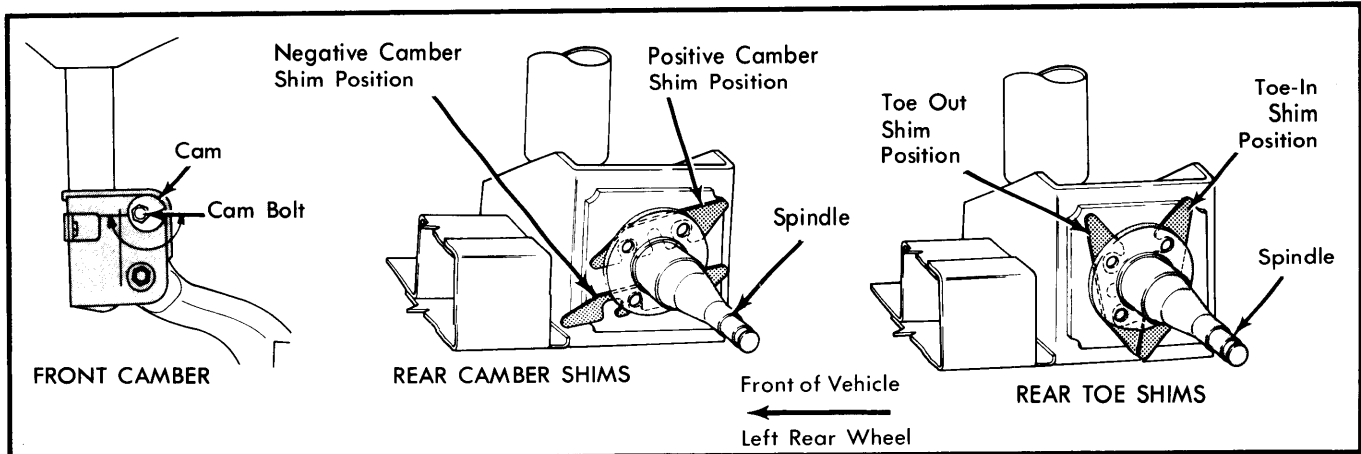 Negative Camber
Shim Position
Positive Camber
Shim Position
Cam
Cam Bolt
Spindle
FRONT CAMBER
REAR CAMBER SHIMS
Toe Out
Shim
Position
Toe-In
Shim
Position
Spindle
REAR TOE SHIMS
Front of Vehicle
Left Rear Wheel